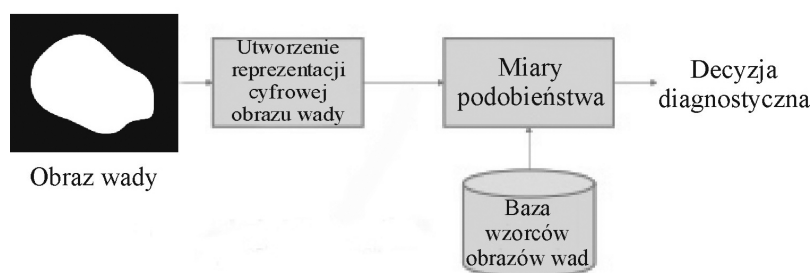 Obraz wady
Utworzenie
reprezentacji
cyfrowej
obrazu wady
Miary
podobieństwa
Decyzja
diagnostyczna
Baza
wzorców
obrazów wad